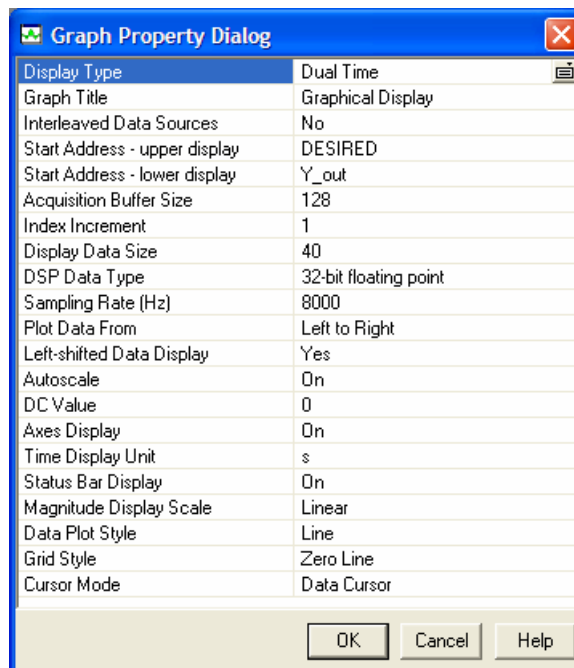 Graph Property Dialog
Display Type Dual Time
Graph Title Graphical Display
Interleaved Data Sources No
Start Address - upper display DESIRED
Start Address - lower display Y_out
Acquisition Buffer Size 128
Index Increment 1
Display Data Size 40
DSP Data Type 32-bit floating point
Sampling Rate (Hz) 8000
Plot Data From Left to Right
Left-shifted Data Display Yes
Autoscale On
DC Value 0
Axes Display On
Time Display Unit s
Status Bar Display On
Magnitude Display Scale Linear
Data Plot Style Line
Grid Style Zero Line
Cursor Mode Data Cursor
OK Cancel Help